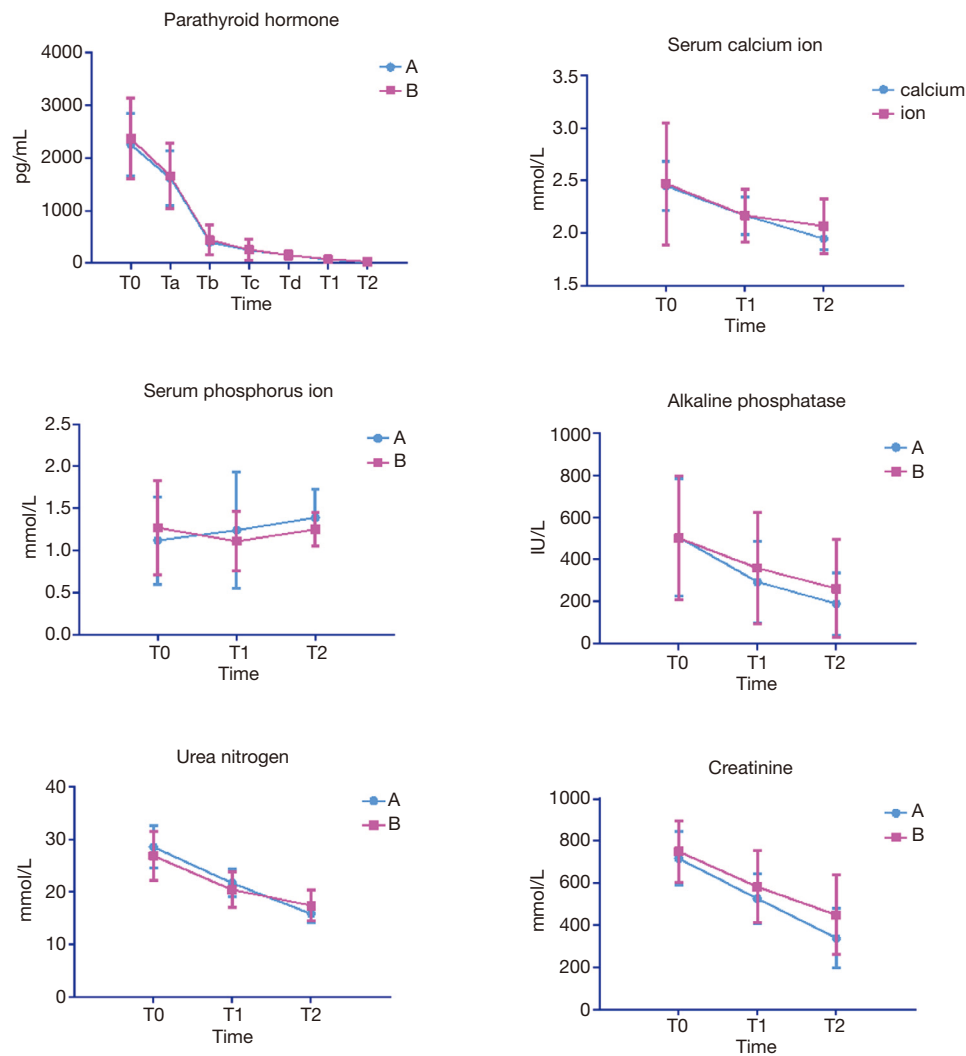 Parathyroid hormone
4000
3000
2000
1000
0
pg/mL
A
B
T0 Ta Tb Tc Td T1 T2
Time
Serum calcium ion
3.5
3.0
2.5
2.0
1.5
mmol/L
calcium
ion
T0 T1 T2
Time
Serum phosphorus ion
2.5
2.0
1.5
1.0
0.5
0.0
mmol/L
A
B
T0 T1 T2
Time
Alkaline phosphatase
1000
800
600
400
200
0
IU/L
A
B
T0 T1 T2
Time
Urea nitrogen
40
30
20
10
0
mmol/L
A
B
T0 T1 T2
Time
Creatinine
1000
800
600
400
200
0
mmol/L
A
B
T0 T1 T2
Time